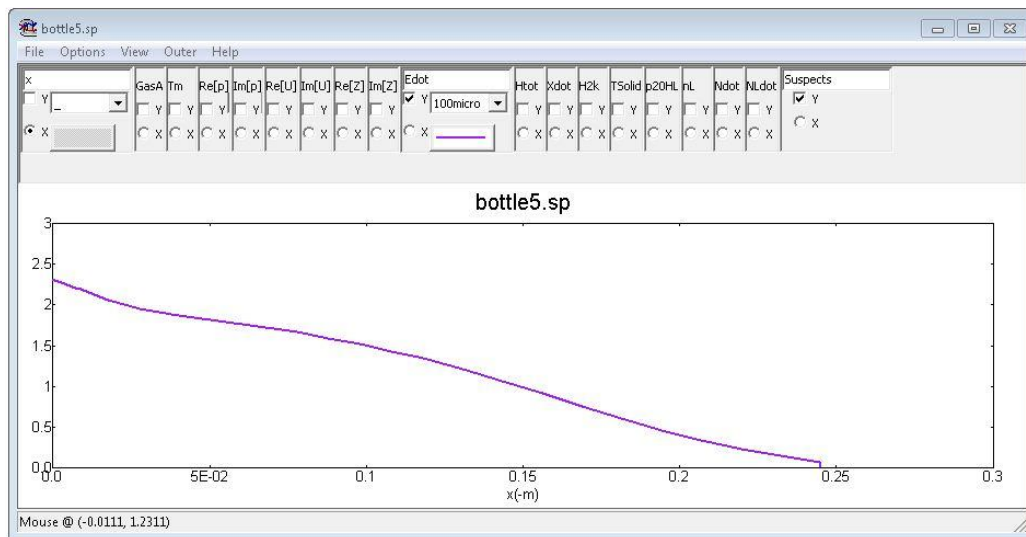 bottle5.sp
File Options View Outer Help
x GasA Tm Re[p] Im[p] Re[U] Im[U] Re[Z] Im[Z] Edot Htot Xdot H2k TSolid p20HL nL Ndot NLdot Suspects
Y _ Y Y Y Y Y Y Y Y Y 100micro Y Y Y Y Y Y Y Y Y
X X X X X X X X X X X X X X X X X X X
bottle5.sp
3
2.5
2
1.5
1
0.5
0.0
0.0 5E-02 0.1 0.15 0.2 0.25 0.3
x(-m)
Mouse @ (-0.0111, 1.2311)